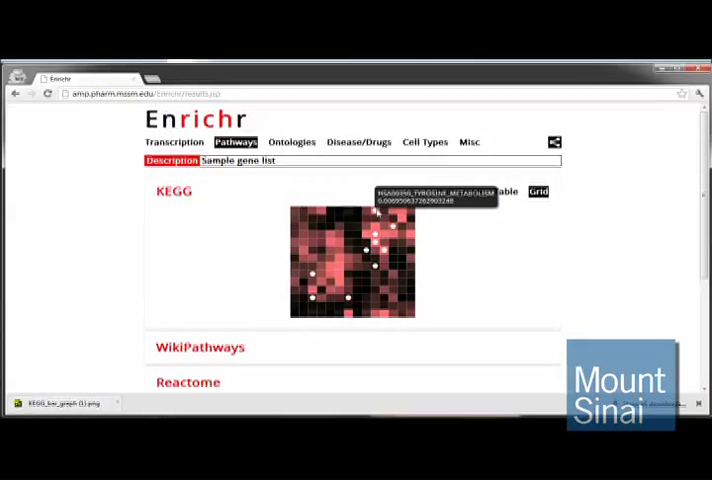 Enrichr
amp.pharm.mssm.edu/Enrichr/results.jsp
Enrichr
Transcription Pathways Ontologies Disease/Drugs Cell Types Misc
Description Sample gene list
KEGG
HSA00350_TYROSINE_METABOLISM
Grid
WikiPathways
Reactome
Mount
Sinai
KEGG_bar_graph (1).png